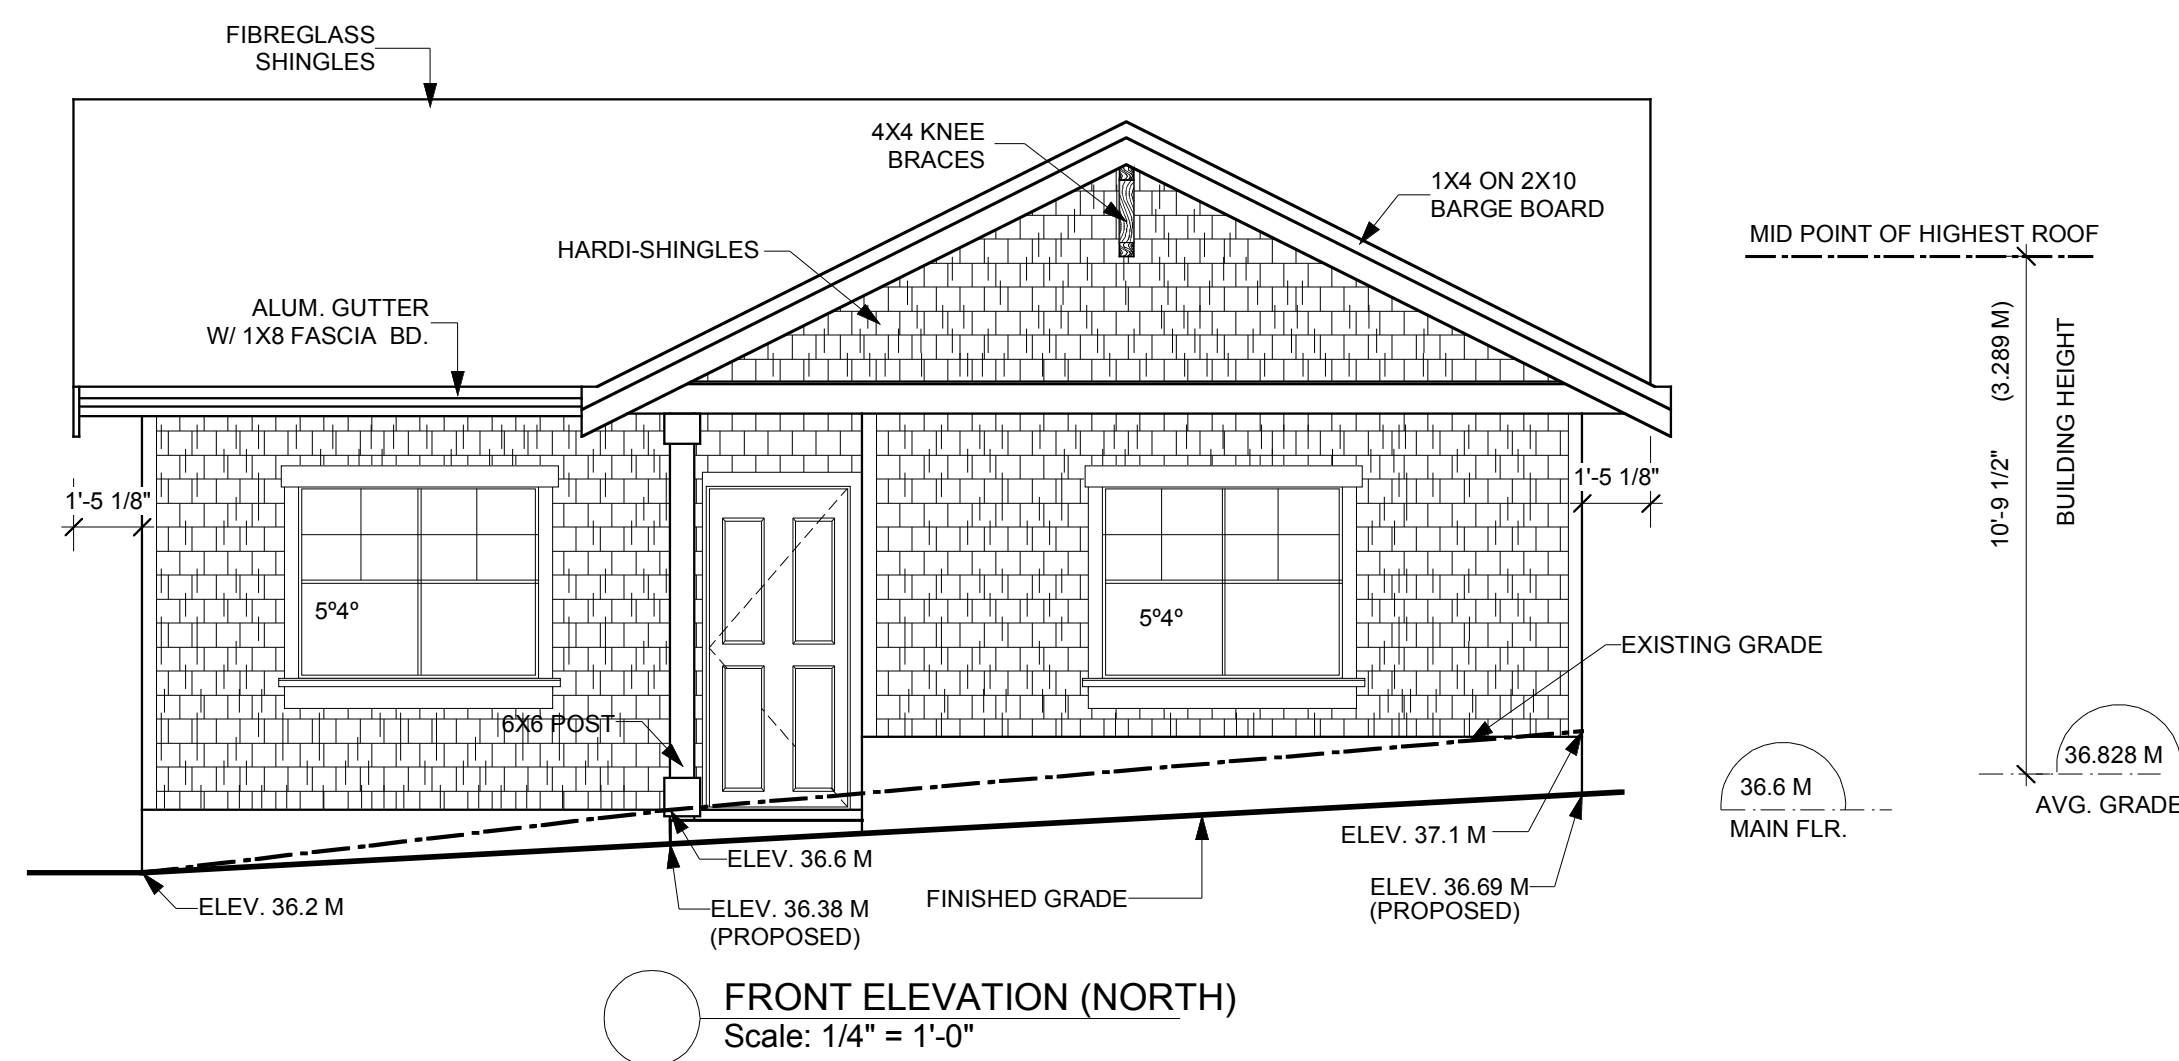 FIBREGLASS
SHINGLES
4X4 KNEE
BRACES
1X4 ON 2X10
BARGE BOARD
HARDI-SHINGLES
ALUM. GUTTER
W/ 1X8 FASCIA BD.
MID POINT OF HIGHEST ROOF
10'-9 1/2" (3.289 M)
BUILDING HEIGHT
1'-5 1/8"
1'-5 1/8"
5º4º
5º4º
EXISTING GRADE
6X6 POST
36.6 M
MAIN FLR.
36.828 M
AVG. GRADE
ELEV. 36.2 M
ELEV. 36.6 M
ELEV. 36.38 M
(PROPOSED)
FINISHED GRADE
ELEV. 37.1 M
ELEV. 36.69 M
(PROPOSED)
FRONT ELEVATION (NORTH)
Scale: 1/4" = 1'-0"